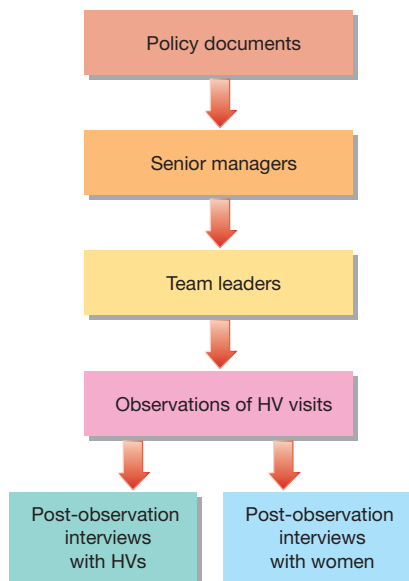 Policy documents
Senior managers
Team leaders
Observations of HV visits
Post-observation
interviews
with HVs
Post-observation
interviews
with women